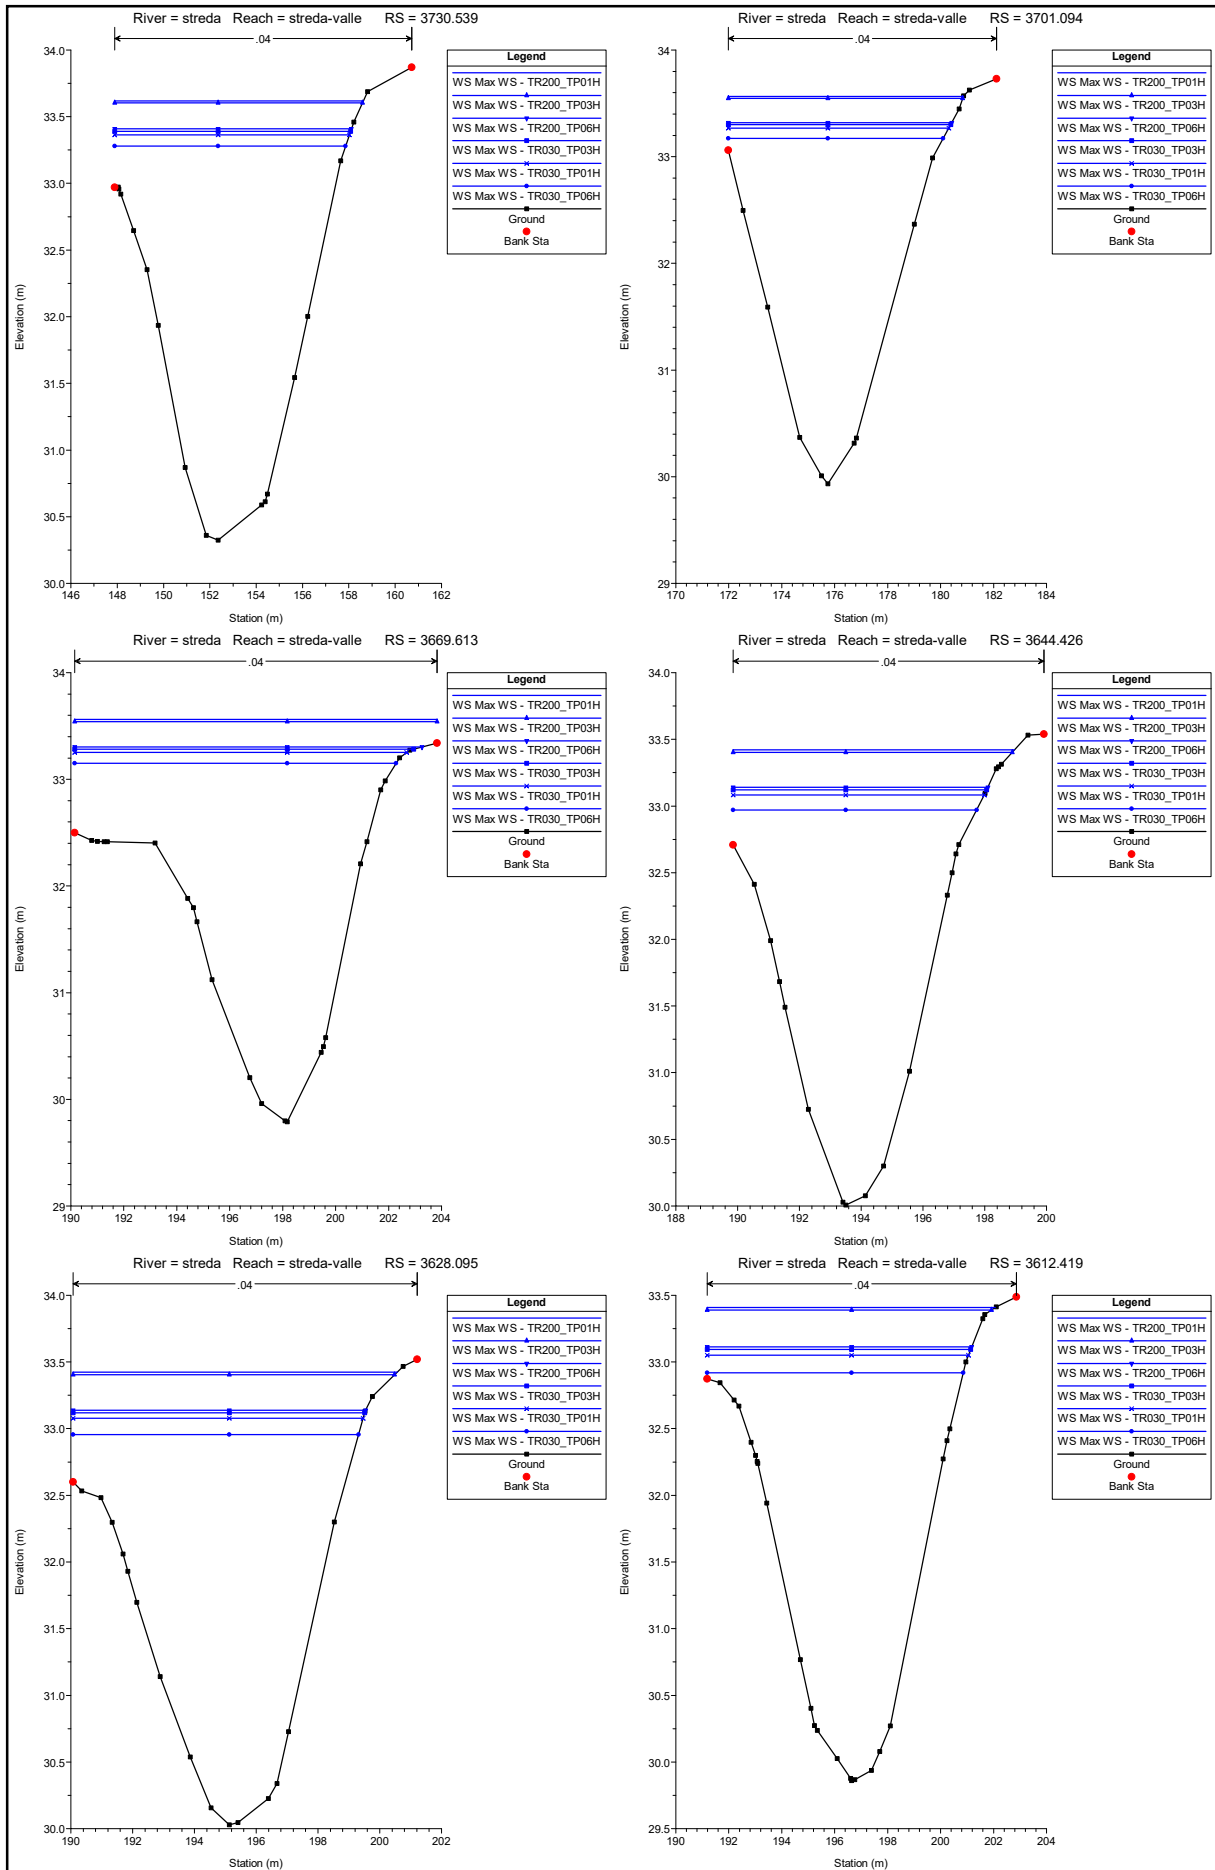 River = streda   Reach = streda-valle      RS = 3730.539
.04
34.0
33.5
33.0
32.5
32.0
31.5
31.0
30.5
30.0
146 148 150 152 154 156 158 160 162
Station (m)
Elevation (m)
Legend
WS Max WS - TR200_TP01H
WS Max WS - TR200_TP03H
WS Max WS - TR200_TP06H
WS Max WS - TR030_TP03H
WS Max WS - TR030_TP01H
WS Max WS - TR030_TP06H
Ground
Bank Sta
River = streda   Reach = streda-valle      RS = 3701.094
.04
34
33
32
31
30
29
170 172 174 176 178 180 182 184
Station (m)
Elevation (m)
Legend
WS Max WS - TR200_TP01H
WS Max WS - TR200_TP03H
WS Max WS - TR200_TP06H
WS Max WS - TR030_TP03H
WS Max WS - TR030_TP01H
WS Max WS - TR030_TP06H
Ground
Bank Sta
River = streda   Reach = streda-valle      RS = 3669.613
.04
34
33
32
31
30
29
190 192 194 196 198 200 202 204
Station (m)
Elevation (m)
Legend
WS Max WS - TR200_TP01H
WS Max WS - TR200_TP03H
WS Max WS - TR200_TP06H
WS Max WS - TR030_TP03H
WS Max WS - TR030_TP01H
WS Max WS - TR030_TP06H
Ground
Bank Sta
River = streda   Reach = streda-valle      RS = 3644.426
.04
34.0
33.5
33.0
32.5
32.0
31.5
31.0
30.5
30.0
188 190 192 194 196 198 200
Station (m)
Elevation (m)
Legend
WS Max WS - TR200_TP01H
WS Max WS - TR200_TP03H
WS Max WS - TR200_TP06H
WS Max WS - TR030_TP03H
WS Max WS - TR030_TP01H
WS Max WS - TR030_TP06H
Ground
Bank Sta
River = streda   Reach = streda-valle      RS = 3628.095
.04
34.0
33.5
33.0
32.5
32.0
31.5
31.0
30.5
30.0
190 192 194 196 198 200 202
Station (m)
Elevation (m)
Legend
WS Max WS - TR200_TP01H
WS Max WS - TR200_TP03H
WS Max WS - TR200_TP06H
WS Max WS - TR030_TP03H
WS Max WS - TR030_TP01H
WS Max WS - TR030_TP06H
Ground
Bank Sta
River = streda   Reach = streda-valle      RS = 3612.419
.04
33.5
33.0
32.5
32.0
31.5
31.0
30.5
30.0
29.5
190 192 194 196 198 200 202 204
Station (m)
Elevation (m)
Legend
WS Max WS - TR200_TP01H
WS Max WS - TR200_TP03H
WS Max WS - TR200_TP06H
WS Max WS - TR030_TP03H
WS Max WS - TR030_TP01H
WS Max WS - TR030_TP06H
Ground
Bank Sta